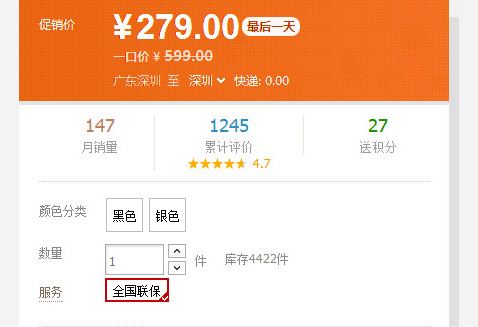 促销价 ¥279.00 最后一天
一口价 ¥ 599.00
广东深圳 至 深圳 快递: 0.00
147 1245 27
月销量 累计评价 送积分
4.7
颜色分类 黑色 银色
数量 1 件 库存4422件
服务 全国联保